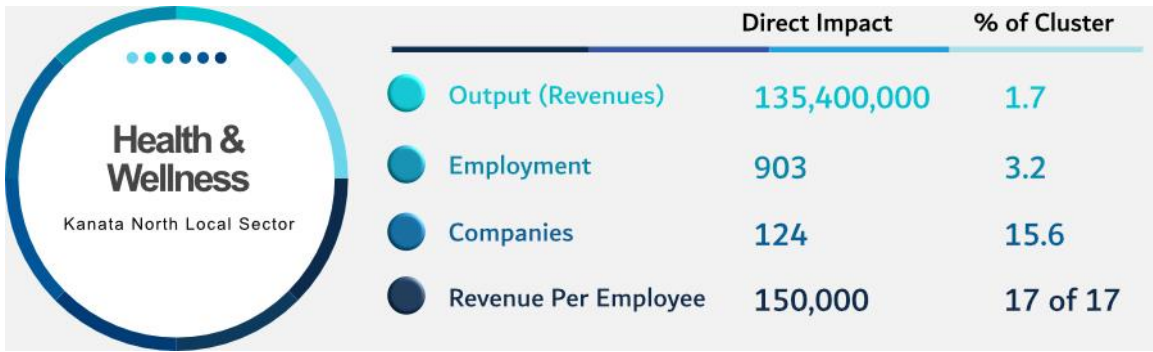 Health &
Wellness
Kanata North Local Sector
Direct Impact % of Cluster
Output (Revenues) 135,400,000 1.7
Employment 903 3.2
Companies 124 15.6
Revenue Per Employee 150,000 17 of 17